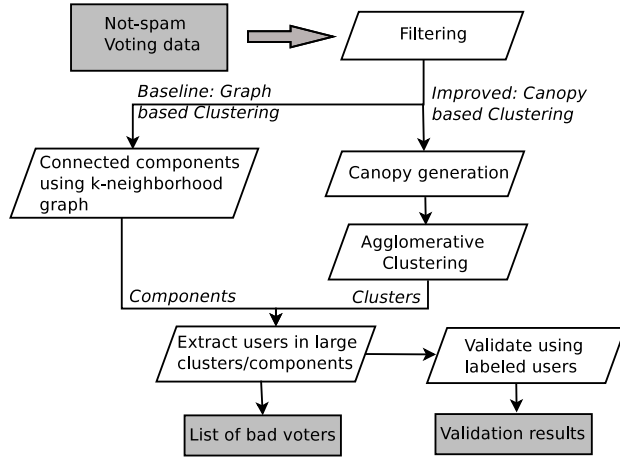 Not-spam
Voting data
Filtering
Baseline: Graph
based Clustering
Improved: Canopy
based Clustering
Connected components
using k-neighborhood
graph
Canopy generation
Agglomerative
Clustering
Components
Clusters
Extract users in large
clusters/components
Validate using
labeled users
List of bad voters
Validation results